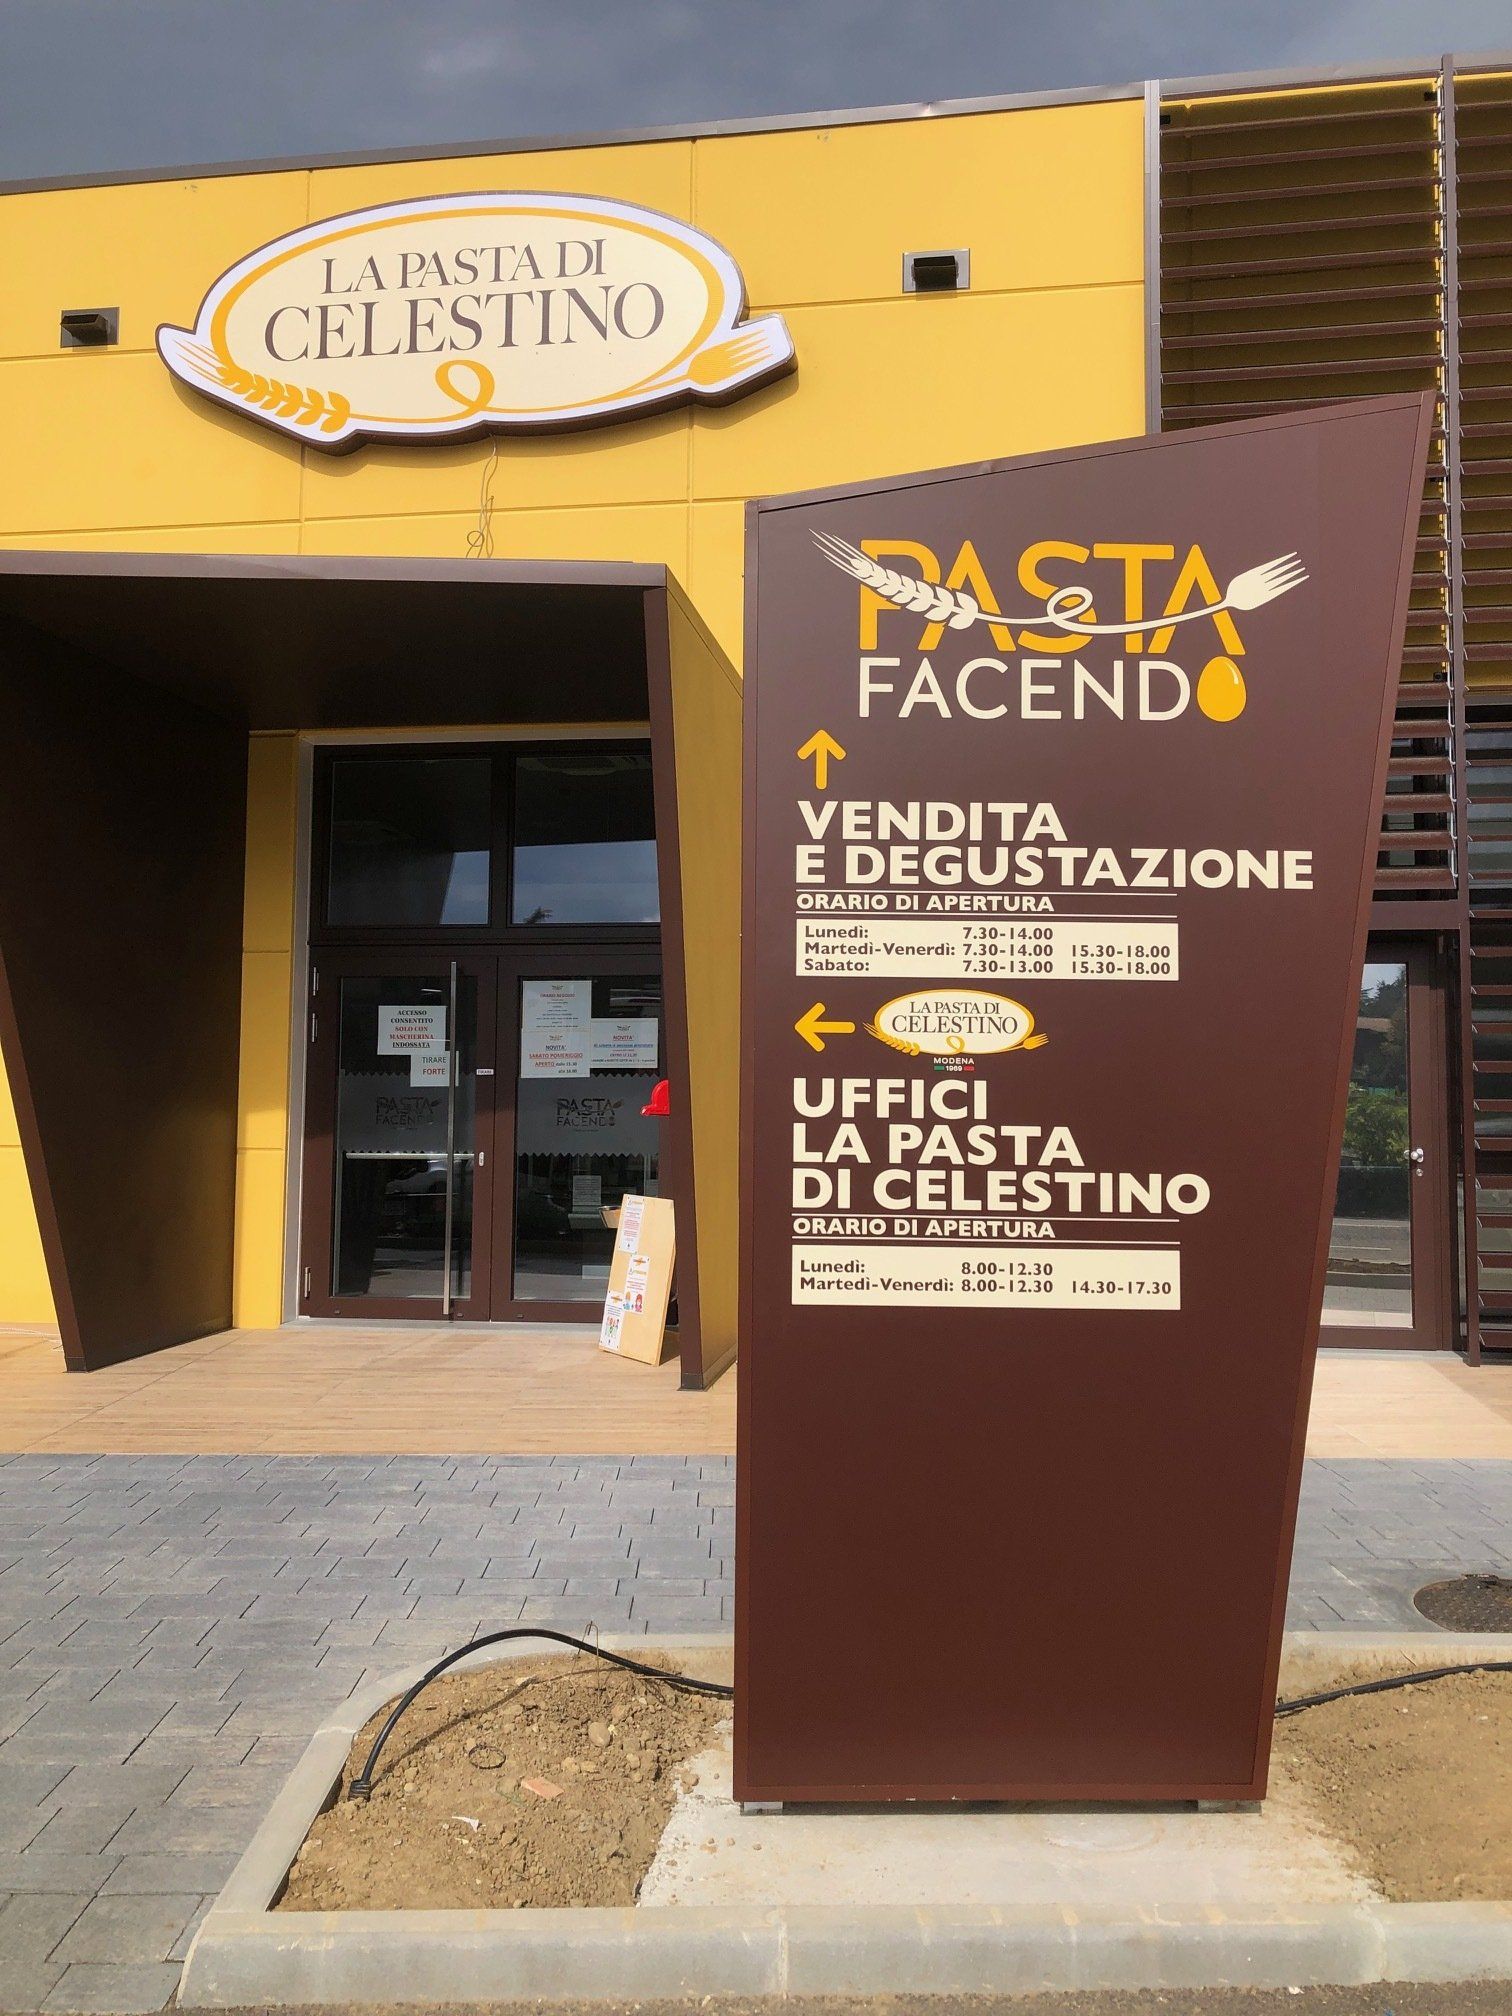 LA PASTA DI
CELESTINO
PASTA
FACENDO
VENDITA
E DEGUSTAZIONE
ORARIO DI APERTURA
Lunedì: 7.30-14.00
Martedì-Venerdì: 7.30-14.00 15.30-18.00
Sabato: 7.30-13.00 15.30-18.00
LA PASTA DI
CELESTINO
MODENA
1969
UFFICI
LA PASTA
DI CELESTINO
ORARIO DI APERTURA
Lunedì: 8.00-12.30
Martedì-Venerdì: 8.00-12.30 14.30-17.30
ACCESSO
CONSENTITO
SOLO CON
MASCHERINA
INDOSSATA
TIRARE
FORTE
TIRARE
NOVITA'
SABATO POMERIGGIO
APERTO
NOVITA'
PASTA
FACENDO
PASTA
FACENDO